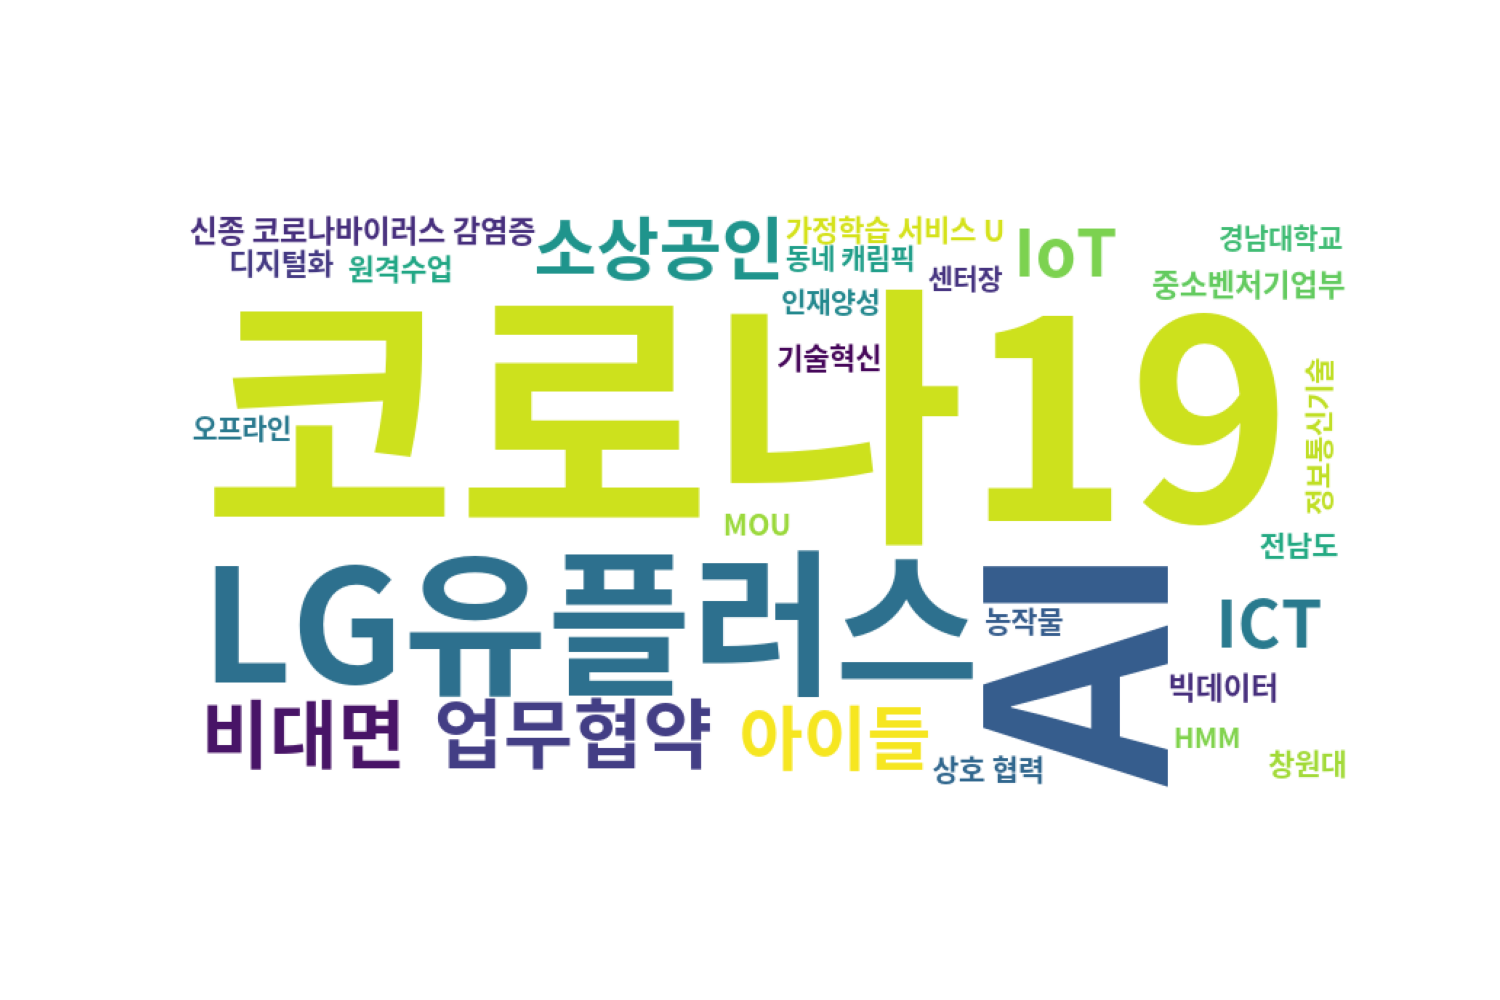 신종 코로나바이러스 감염증
소상공인
가정학습 서비스 U
IoT
경남대학교
디지털화
원격수업
동네 캐림픽
센터장
중소벤처기업부
인재양성
코로나19
기술혁신
오프라인
정보통신기술
MOU
전남도
LG유플러스
AI
농작물
ICT
빅데이터
비대면
업무협약
아이들
HMM
상호 협력
창원대